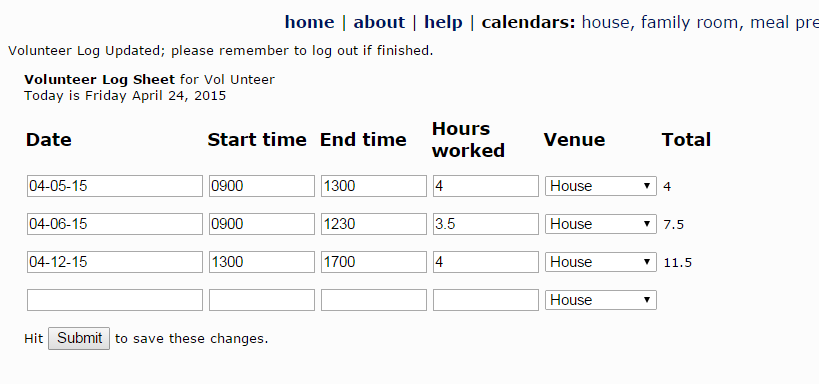 home | about | help | calendars: house, family room, meal pre
Volunteer Log Updated; please remember to log out if finished.
Volunteer Log Sheet for Vol Unteer
Today is Friday April 24, 2015
Date Start time End time Hours worked Venue Total
04-05-15 0900 1300 4 House 4
04-06-15 0900 1230 3.5 House 7.5
04-12-15 1300 1700 4 House 11.5
House
Hit Submit to save these changes.